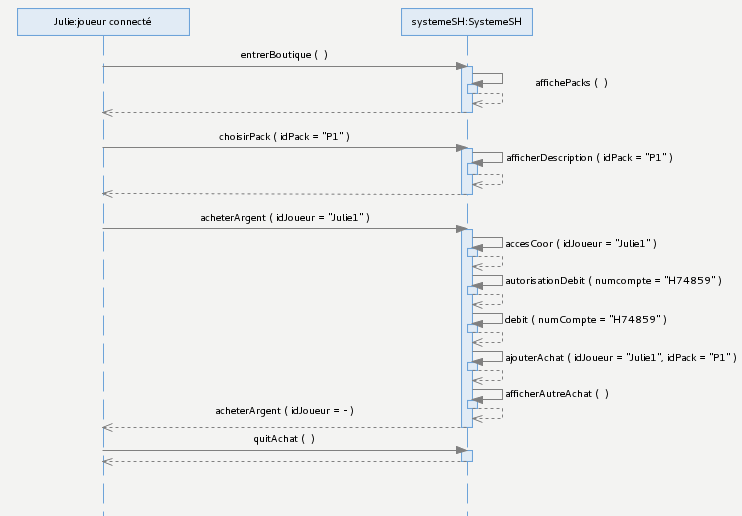 Julie:joueur connecté
systemeSH:SystemeSH
entrerBoutique ( )
affichePacks ( )
choisirPack ( idPack = "P1" )
afficherDescription ( idPack = "P1" )
acheterArgent ( idJoueur = "Julie1" )
accesCoor ( idJoueur = "Julie1" )
autorisationDebit ( numcompte = "H74859" )
debit ( numCompte = "H74859" )
ajouterAchat ( idJoueur = "Julie1", idPack = "P1" )
afficherAutreAchat ( )
acheterArgent ( idJoueur = - )
quitAchat ( )